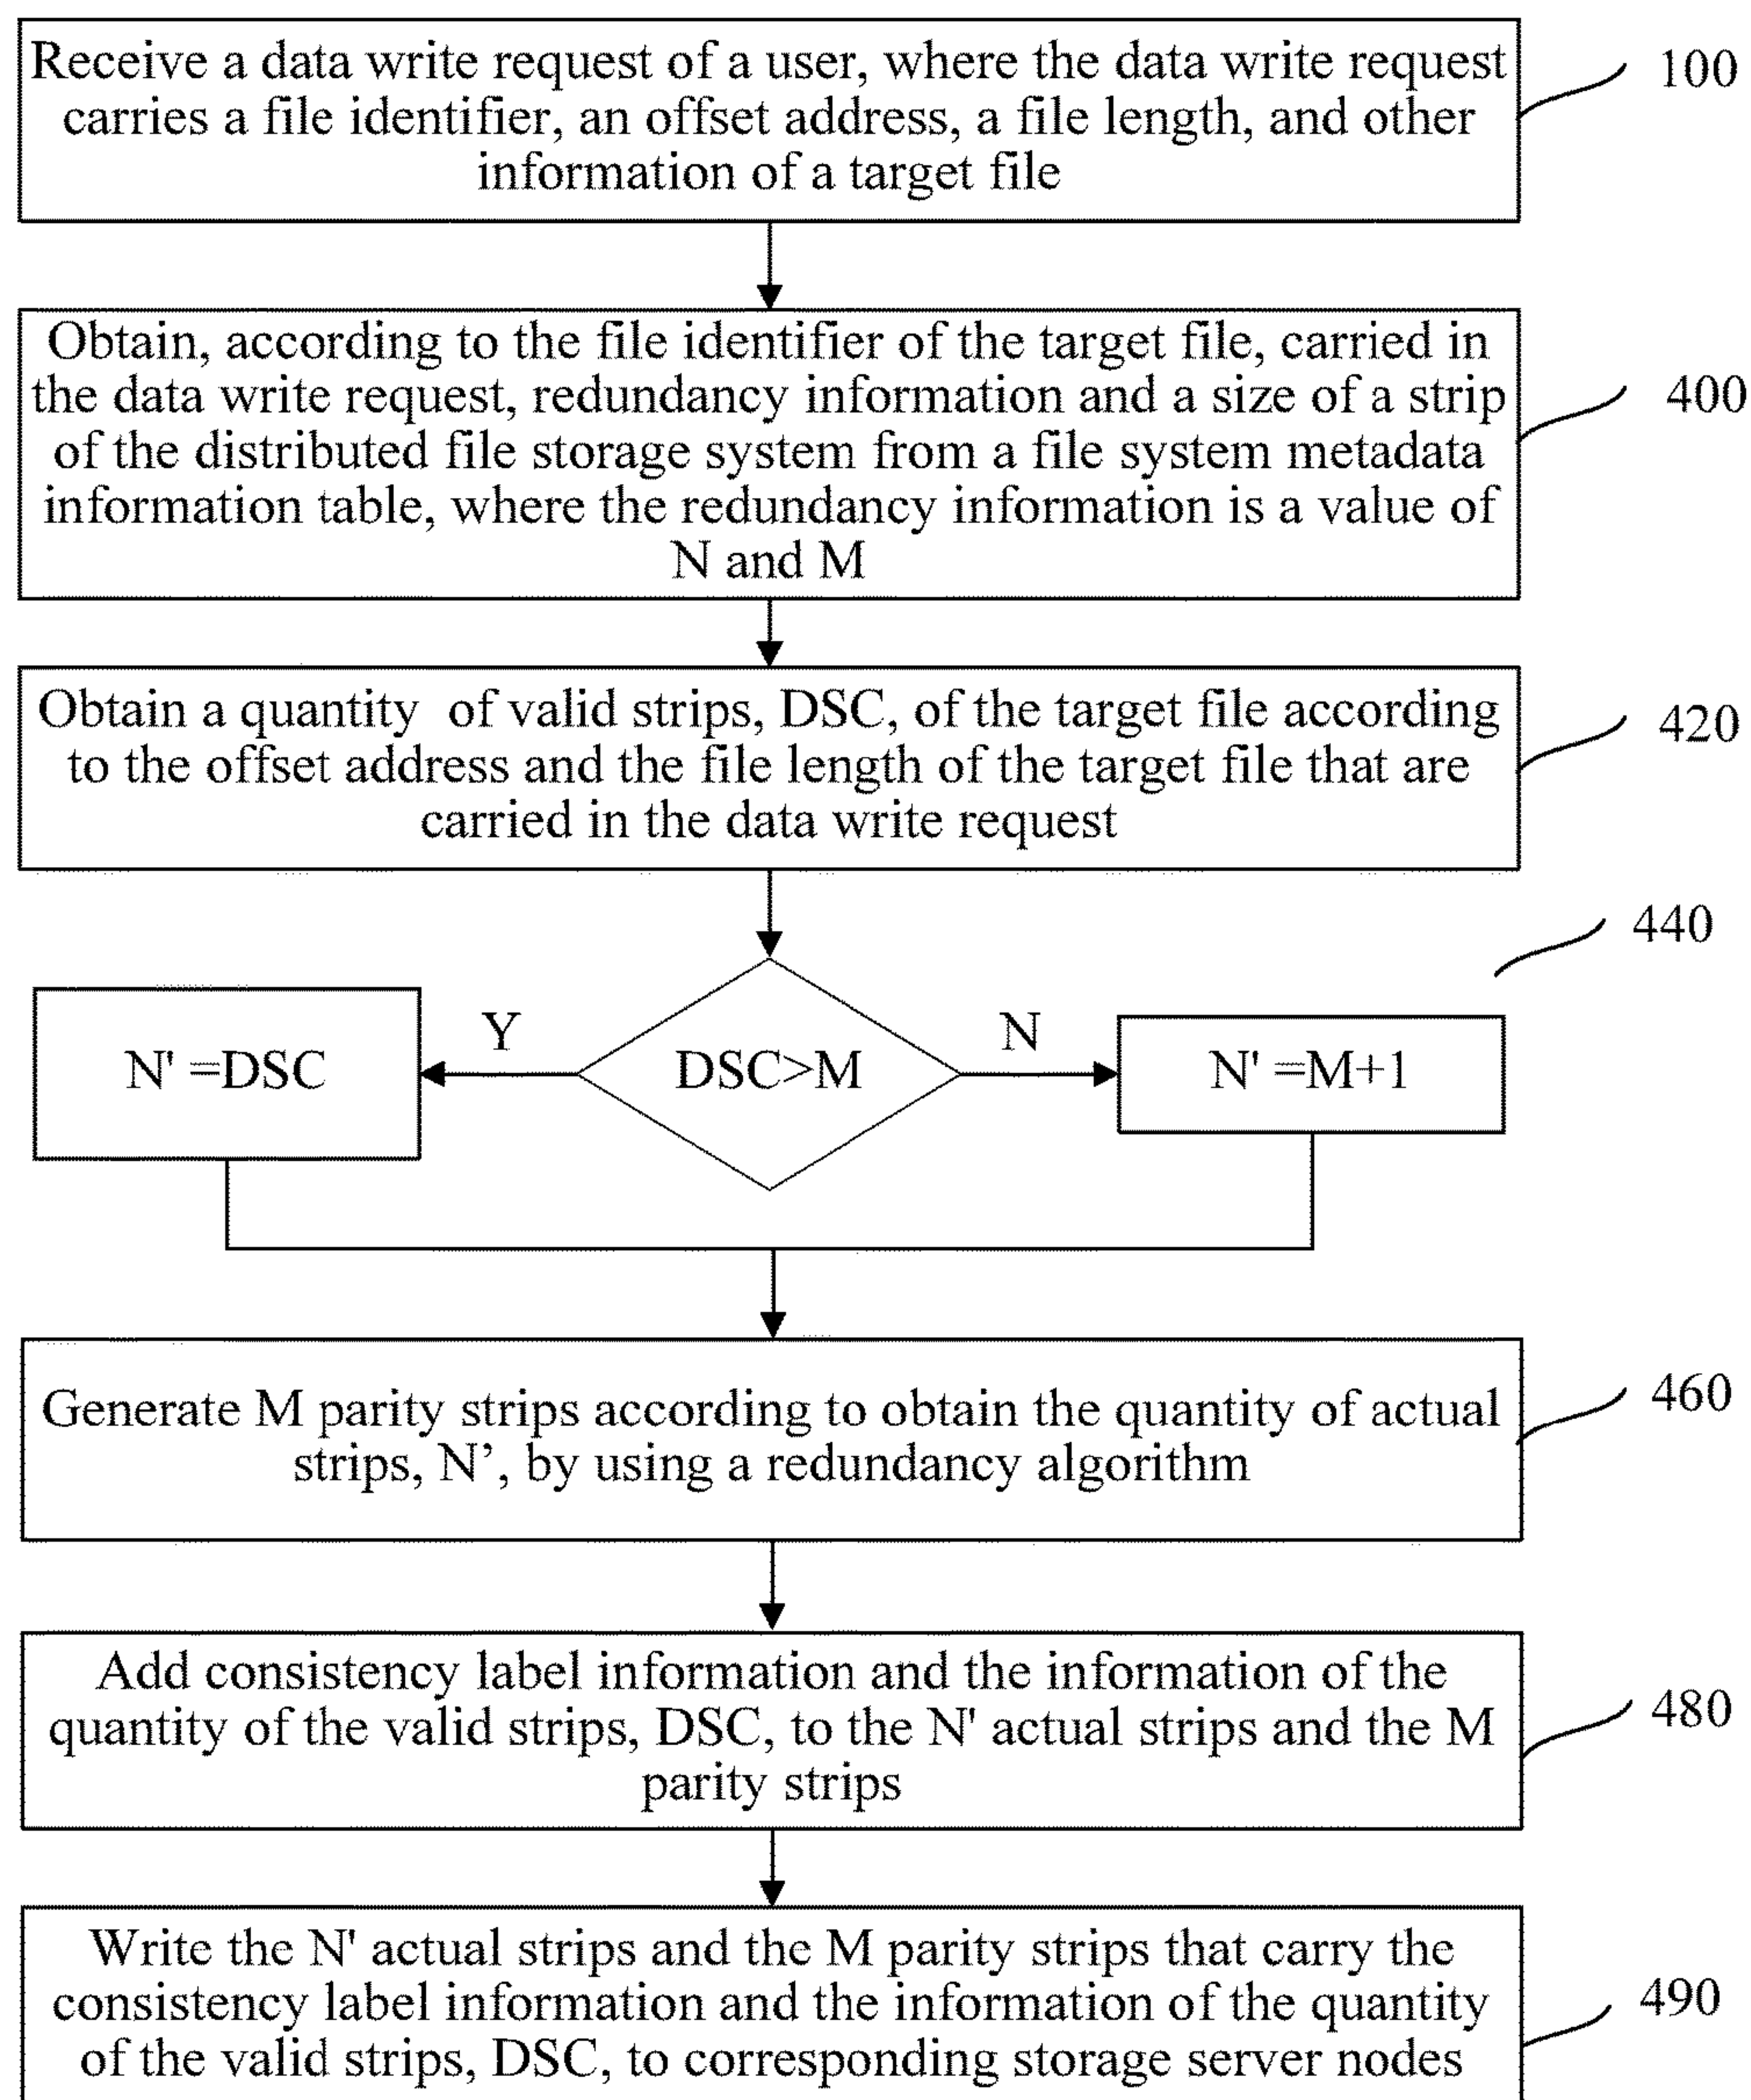 Receive a data write request of a user, where the data write request
carries a file identifier, an offset address, a file length, and other
information of a target file
100
Obtain, according to the file identifier of the target file, carried in
the data write request, redundancy information and a size of a strip
of the distributed file storage system from a file system metadata
information table, where the redundancy information is a value of
N and M
400
Obtain a quantity of valid strips, DSC, of the target file according
to the offset address and the file length of the target file that are
carried in the data write request
420
440
N' =DSC
Y
DSC>M
N
N' =M+1
Generate M parity strips according to obtain the quantity of actual
strips, N’, by using a redundancy algorithm
460
Add consistency label information and the information of the
quantity of the valid strips, DSC, to the N' actual strips and the M
parity strips
480
Write the N' actual strips and the M parity strips that carry the
consistency label information and the information of the quantity
of the valid strips, DSC, to corresponding storage server nodes
490